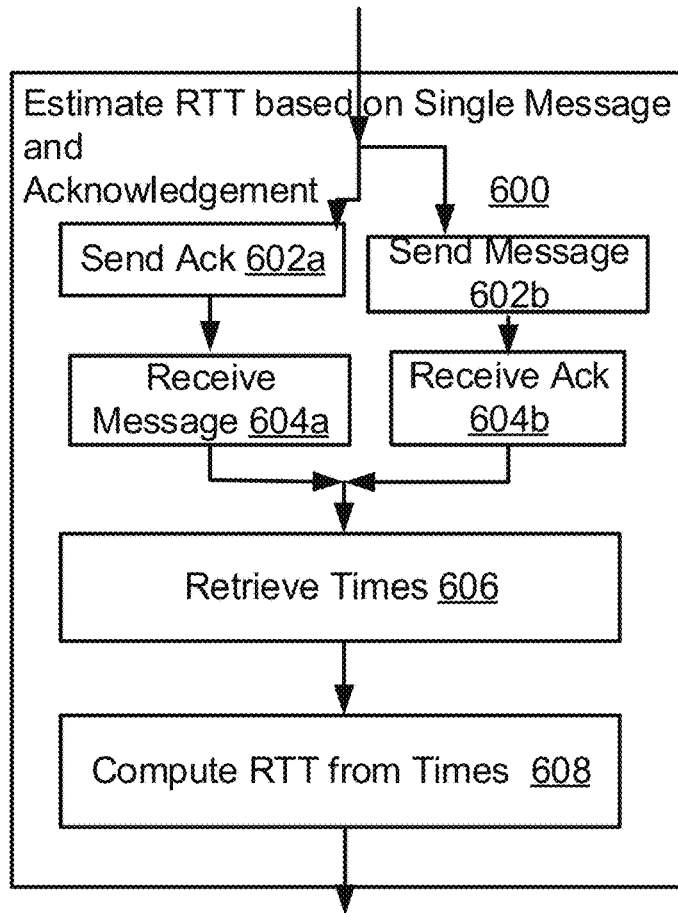 Estimate RTT based on Single Message
and
Acknowledgement
600
Send Ack 602a
Send Message
602b
Receive
Message 604a
Receive Ack
604b
Retrieve Times 606
Compute RTT from Times 608